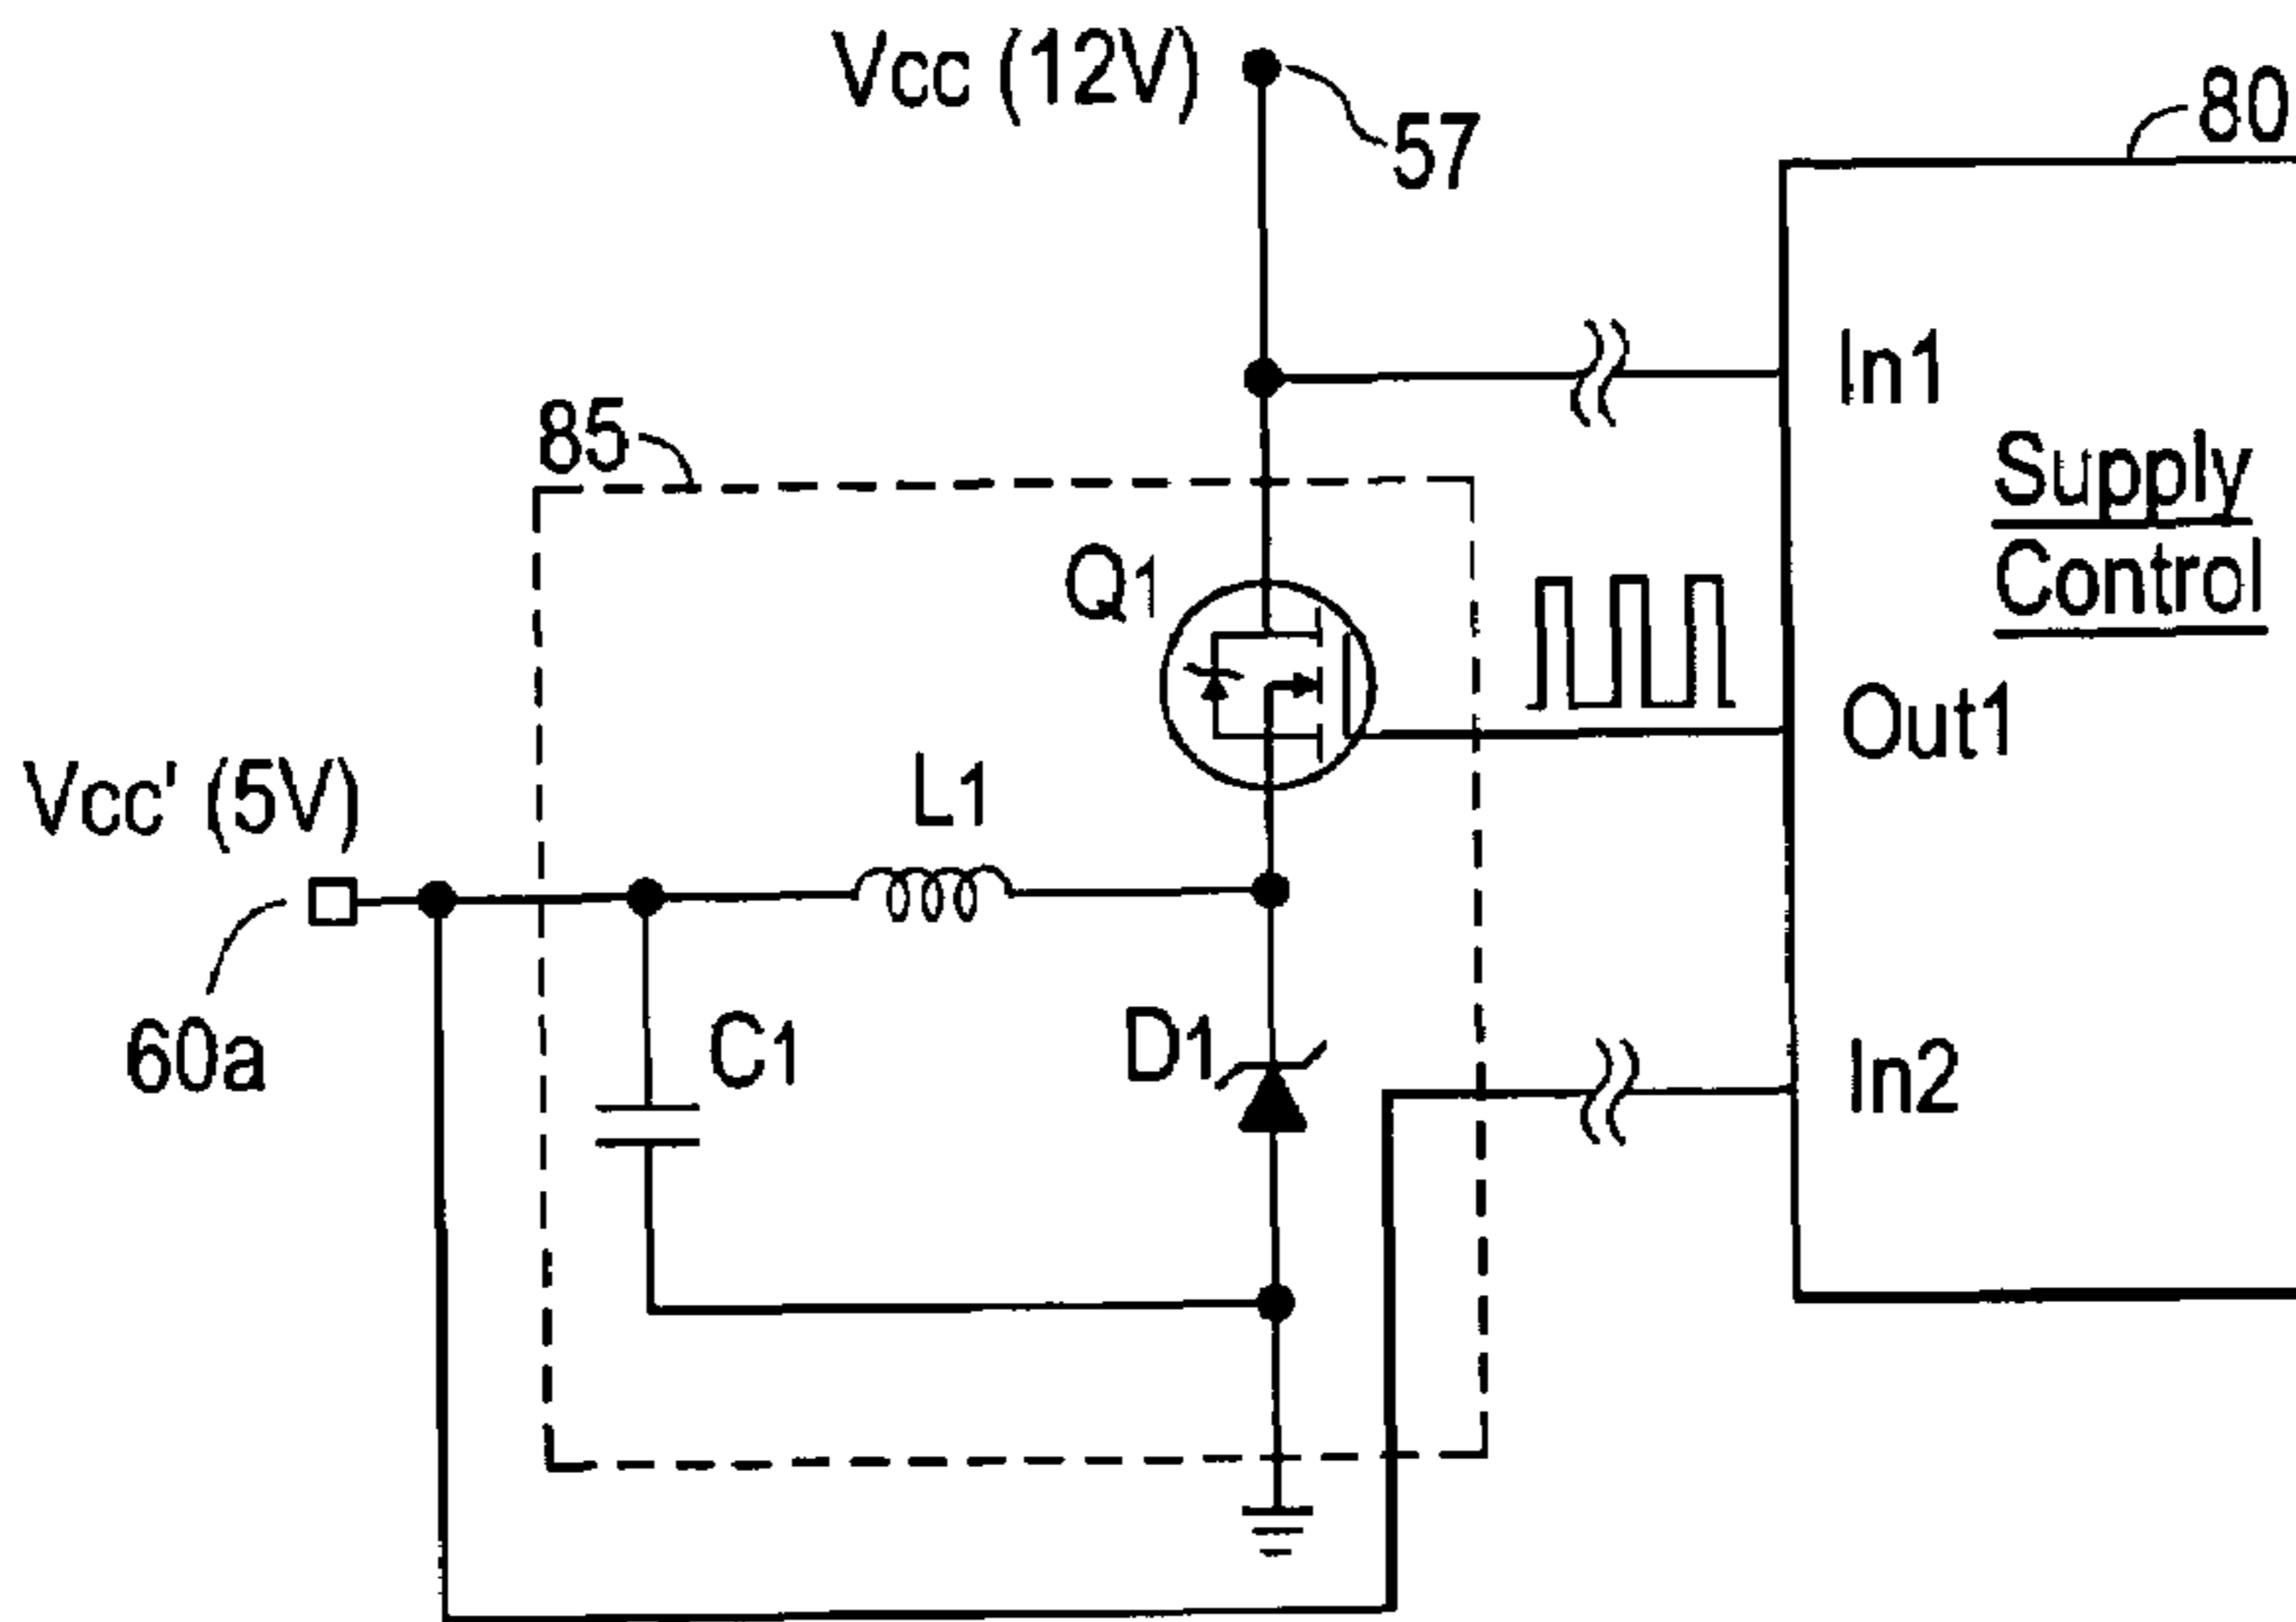 Vcc (12V)
57
80
In1
85
Supply
Control
Q1
Out1
Vcc' (5V)
L1
60a
C1
D1
In2